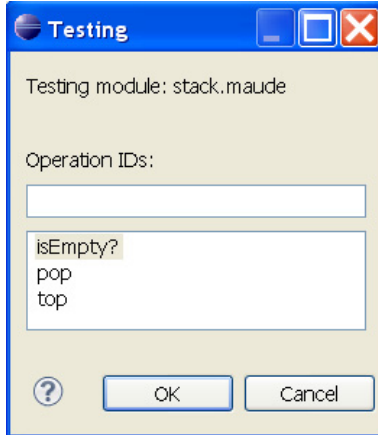 Testing
Testing module: stack.maude
Operation IDs:
isEmpty?
pop
top
?
OK
Cancel